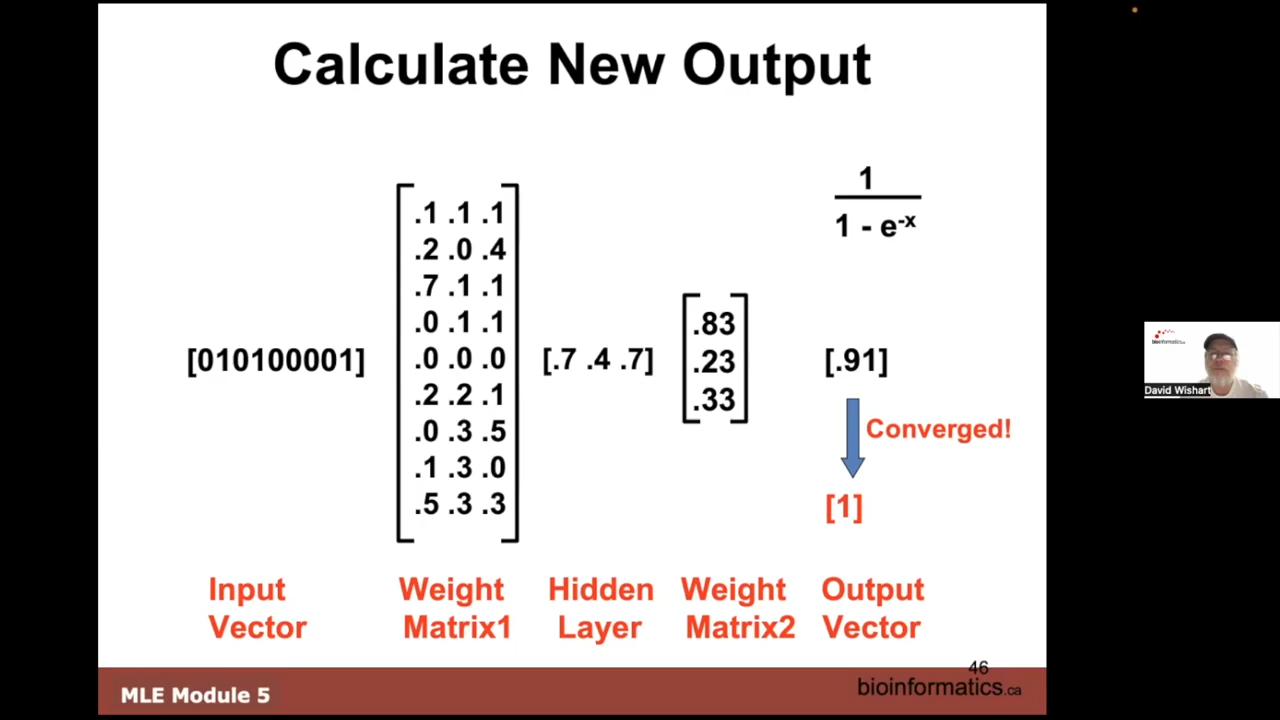 Calculate New Output
1
1 - e-x
.1 .1 .1
.2 .0 .4
.7 .1 .1
.0 .1 .1
.0 .0 .0
.2 .2 .1
.0 .3 .5
.1 .3 .0
.5 .3 .3
[010100001]
[.7 .4 .7]
.83
.23
.33
[.91]
Converged!
[1]
Input
Vector
Weight
Matrix1
Hidden
Layer
Weight
Matrix2
Output
Vector
46
MLE Module 5
bioinformatics.ca
bioinformatics.ca
David Wishart